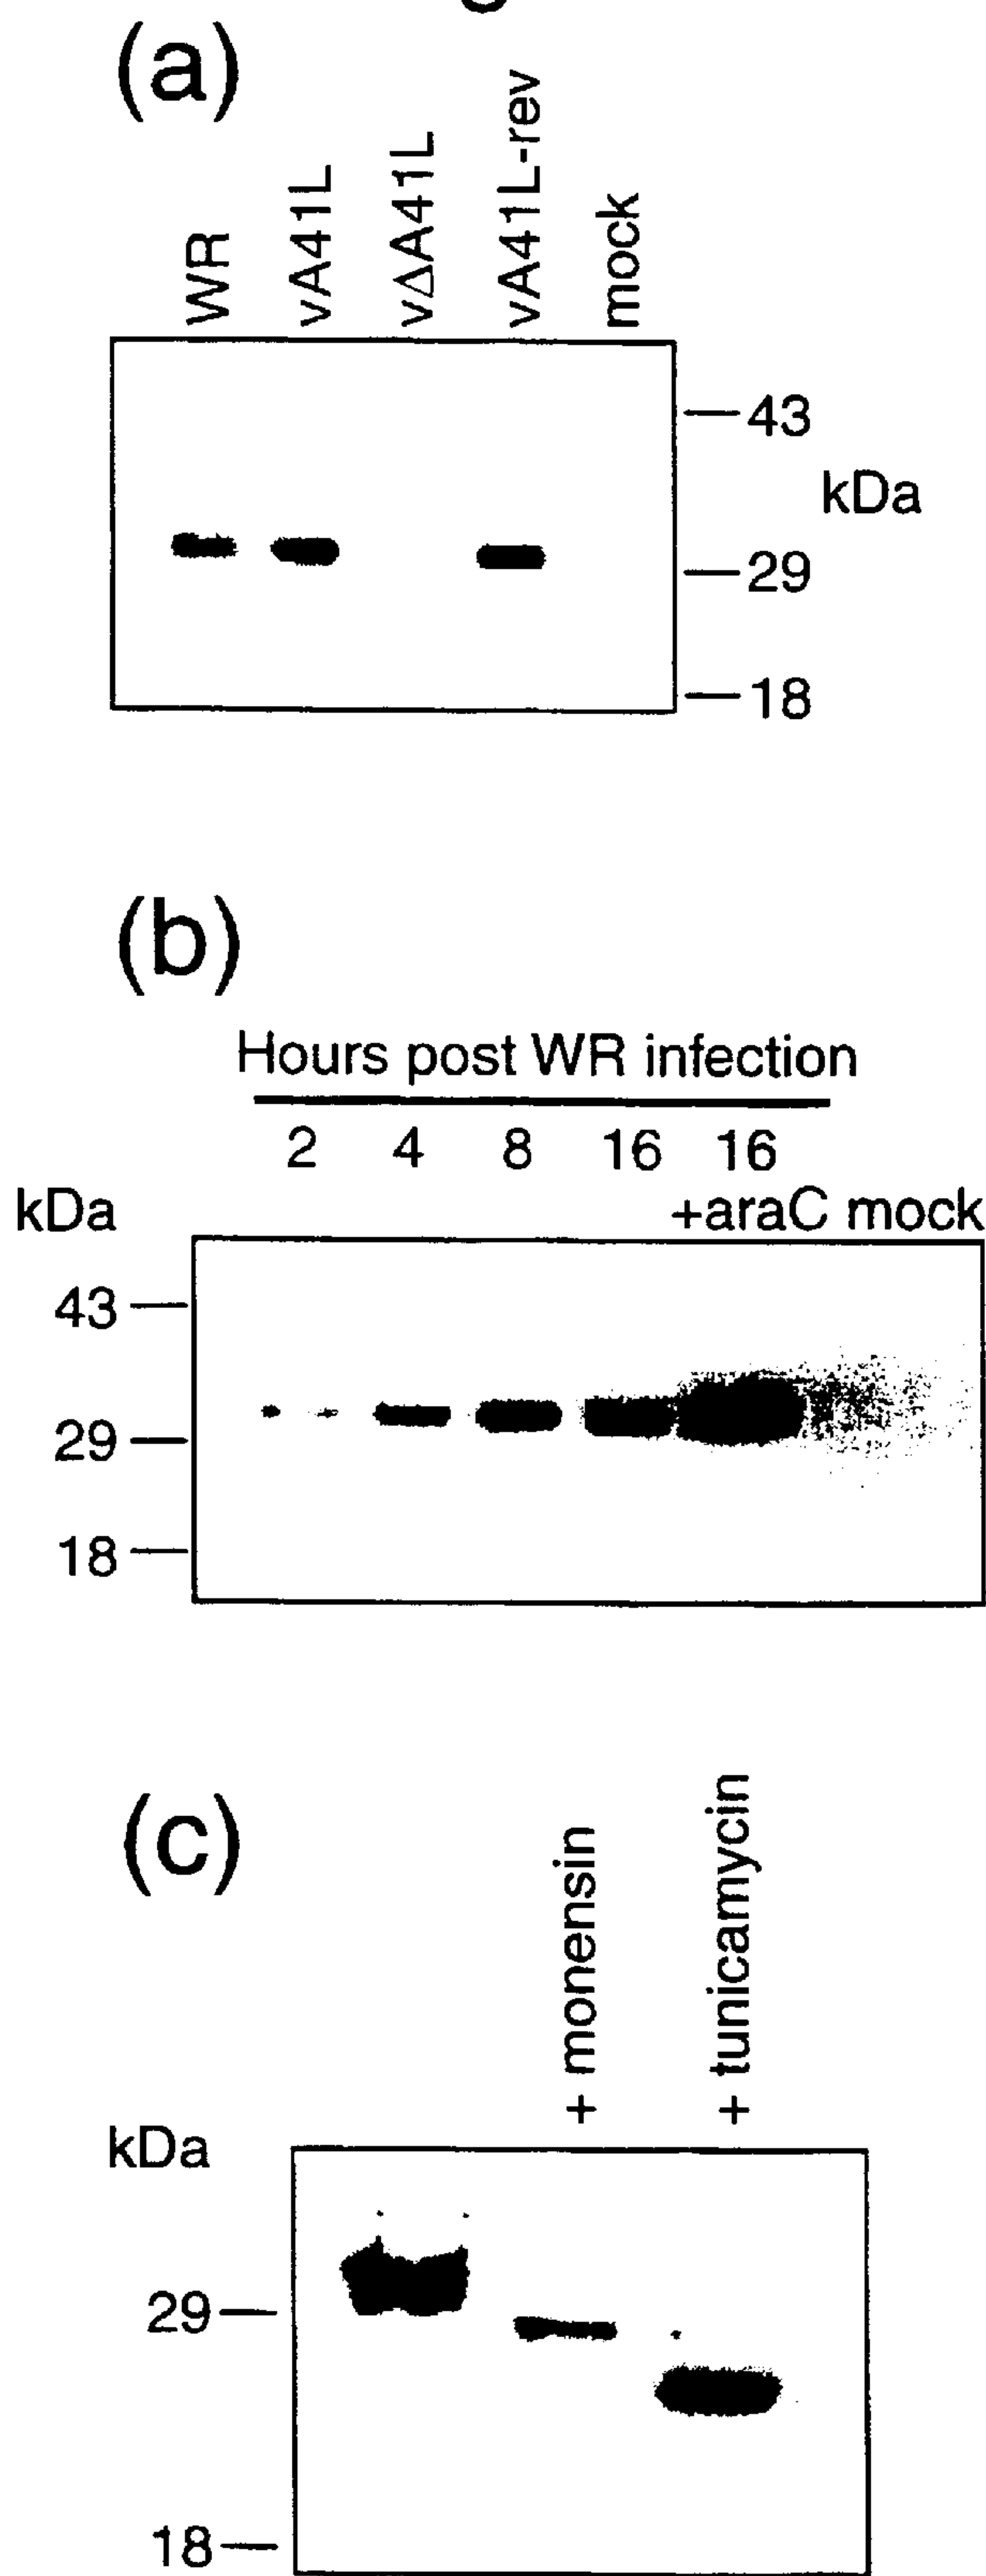 (a)
WR
vA41L
vΔA41L
vA41L-rev
mock
43
kDa
29
18
(b)
Hours post WR infection
2 4 8 16 16
kDa +araC mock
43
29
18
(c)
+ monensin
+ tunicamycin
kDa
29
18